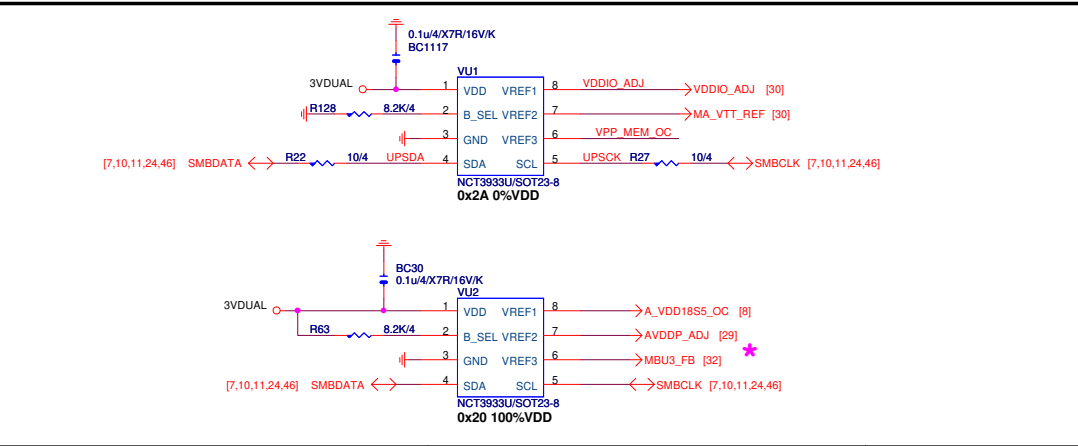 0.1u/4/X7R/16V/K
BC1117
VU1
3VDUAL 1 VDD VREF1 8 VDDIO_ADJ VDDIO_ADJ [30]
R128 8.2K/4 2 B_SEL VREF2 7 MA_VTT_REF [30]
3 GND VREF3 6 VPP_MEM_OC
[7,10,11,24,46] SMBDATA R22 10/4 UPSDA 4 SDA SCL 5 UPSCK R27 10/4 SMBCLK [7,10,11,24,46]
NCT3933U/SOT23-8
0x2A 0%VDD
BC30
0.1u/4/X7R/16V/K
VU2
3VDUAL 1 VDD VREF1 8 A_VDD18S5_OC [8]
R63 8.2K/4 2 B_SEL VREF2 7 AVDDP_ADJ [29]
3 GND VREF3 6 MBU3_FB [32] *
[7,10,11,24,46] SMBDATA 4 SDA SCL 5 SMBCLK [7,10,11,24,46]
NCT3933U/SOT23-8
0x20 100%VDD